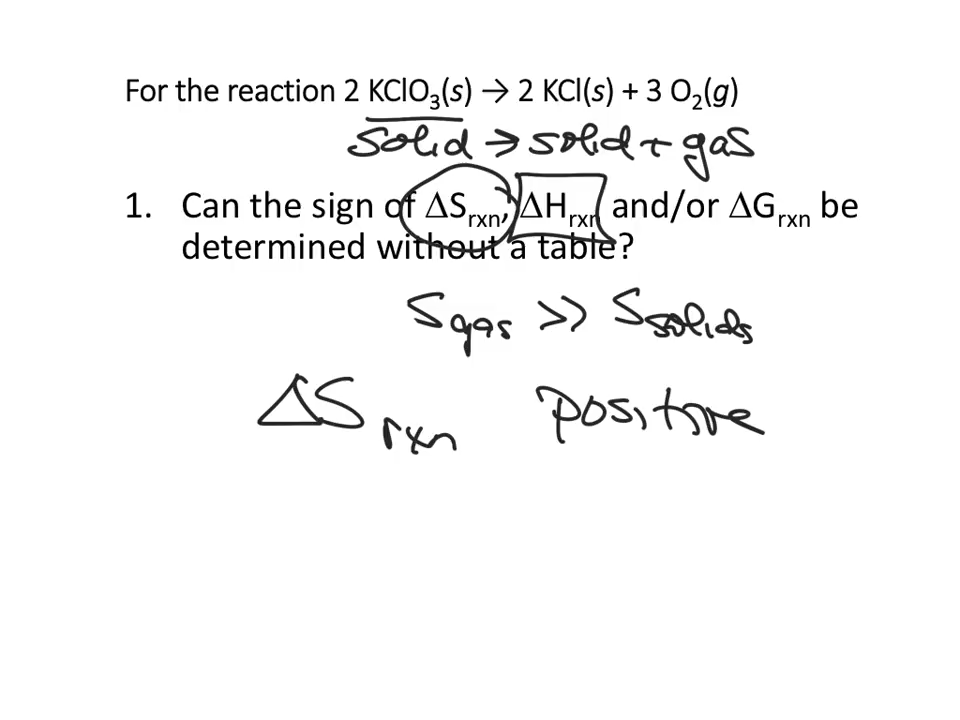 For the reaction 2 KClO₃(s) → 2 KCl(s) + 3 O₂(g)
solid → solid + gas
1. Can the sign of ΔSrxn, ΔHrxn and/or ΔGrxn be
determined without a table?
Sgas >> Ssolids
ΔSrxn positive